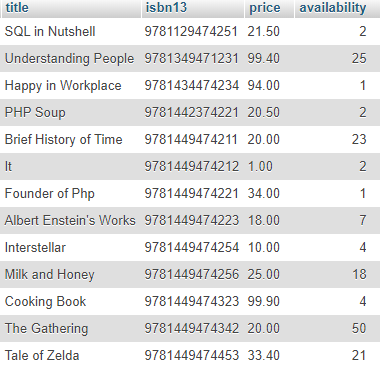 title isbn13 price availability
SQL in Nutshell 9781129474251 21.50 2
Understanding People 9781349471231 99.40 25
Happy in Workplace 9781434474234 94.00 1
PHP Soup 9781442374221 20.50 2
Brief History of Time 9781449474211 20.00 23
It 9781449474212 1.00 2
Founder of Php 9781449474221 34.00 1
Albert Enstein's Works 9781449474223 18.00 7
Interstellar 9781449474254 10.00 4
Milk and Honey 9781449474256 25.00 18
Cooking Book 9781449474323 99.90 4
The Gathering 9781449474342 20.00 50
Tale of Zelda 9781449474453 33.40 21